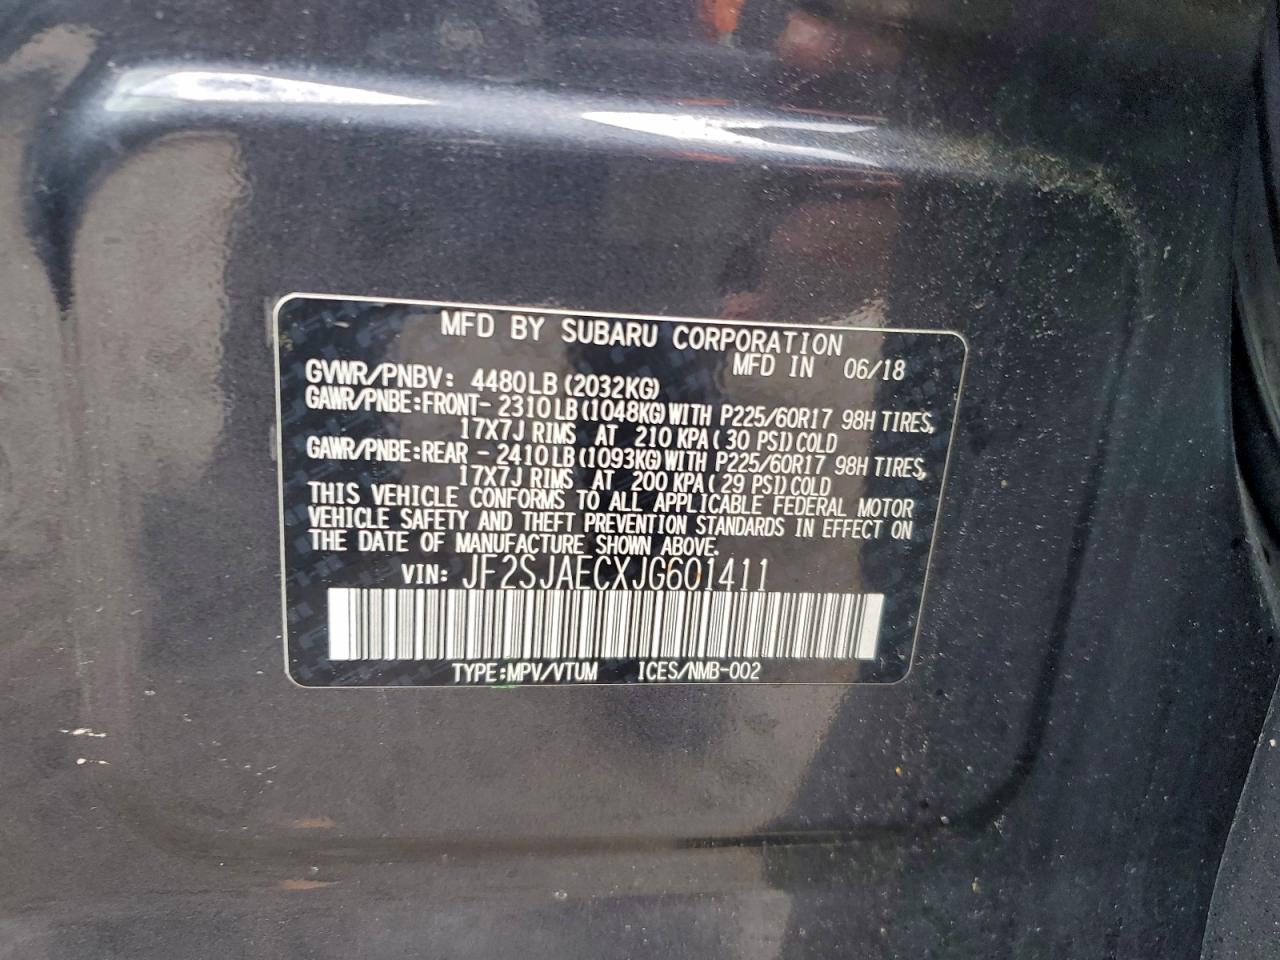 MFD BY SUBARU CORPORATION
MFD IN 06/18
GVWR/PNBV: 4480LB (2032KG)
GAWR/PNBE:FRONT- 2310LB (1048KG) WITH P225/60R17 98H TIRES,
17X7J RIMS AT 210 KPA ( 30 PSI) COLD
GAWR/PNBE:REAR - 2410LB (1093KG) WITH P225/60R17 98H TIRES,
17X7J RIMS AT 200 KPA ( 29 PSI) COLD
THIS VEHICLE CONFORMS TO ALL APPLICABLE FEDERAL MOTOR
VEHICLE SAFETY AND THEFT PREVENTION STANDARDS IN EFFECT ON
THE DATE OF MANUFACTURE SHOWN ABOVE.
VIN: JF2SJAECXJG601411
TYPE:MPV/VTUM ICES/NMB-002